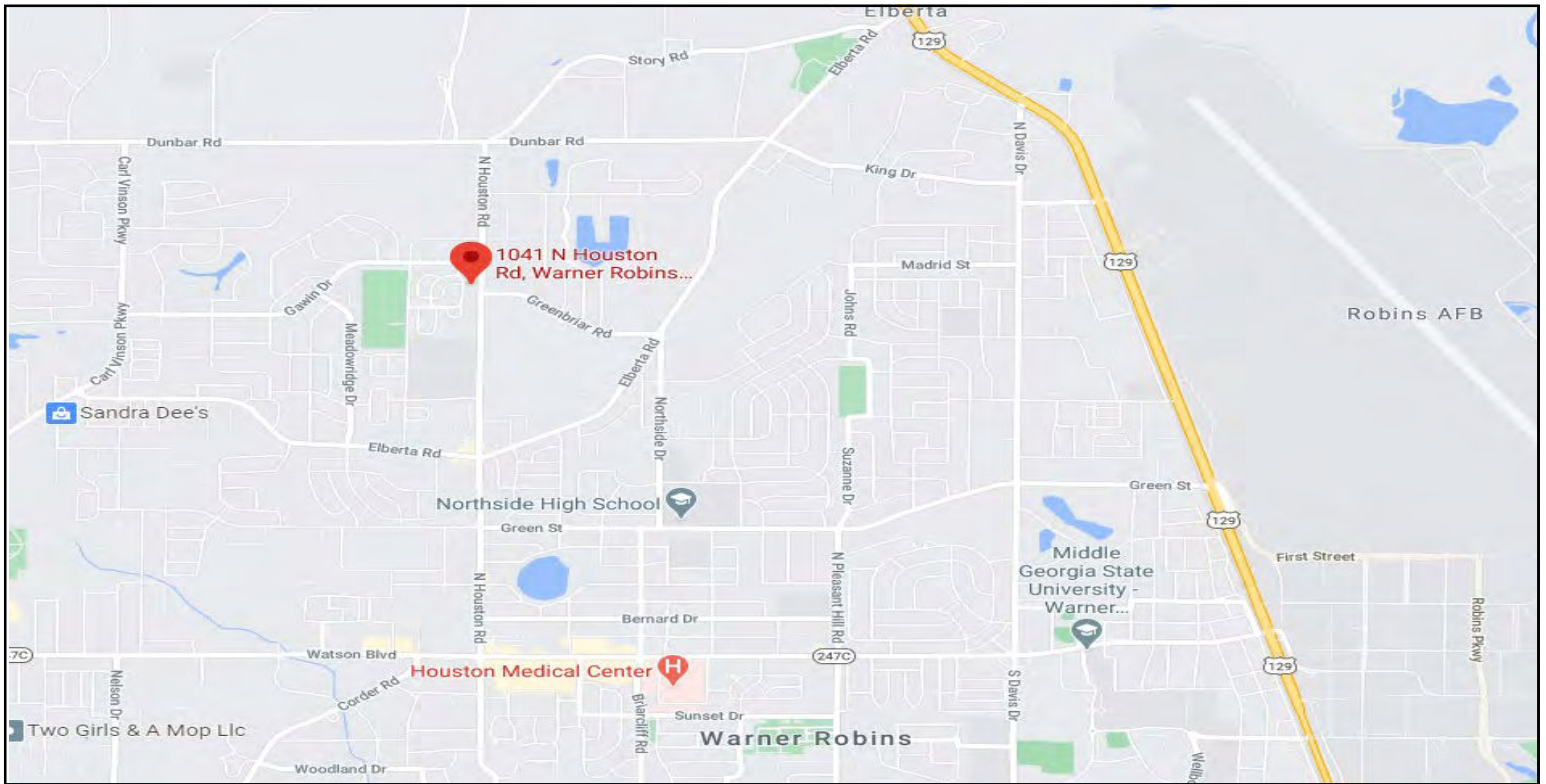 Elberta
129
Story Rd
Elberta Rd
Dunbar Rd
Dunbar Rd
N Davis Dr
Carl Vinson Pkwy
N Houston Rd
King Dr
1041 N Houston
Rd, Warner Robins...
Madrid St
129
Gawin Dr
Greenbriar Rd
Johns Rd
Robins AFB
Carl Vinson Pkwy
Meadowridge Dr
Elberta Rd
Sandra Dee's
Northside Dr
Elberta Rd
Suzanne Dr
Northside High School
Green St
Green St
129
Middle
Georgia State
University -
Warner...
First Street
N Houston Rd
N Pleasant Hill Rd
Bernard Dr
Robins Pkwy
7C
Watson Blvd
Houston Medical Center
H
247C
129
Nelson Dr
Corder Rd
Briarcliff Rd
S Davis Dr
Two Girls & A Mop Llc
Sunset Dr
Warner Robins
Woodland Dr